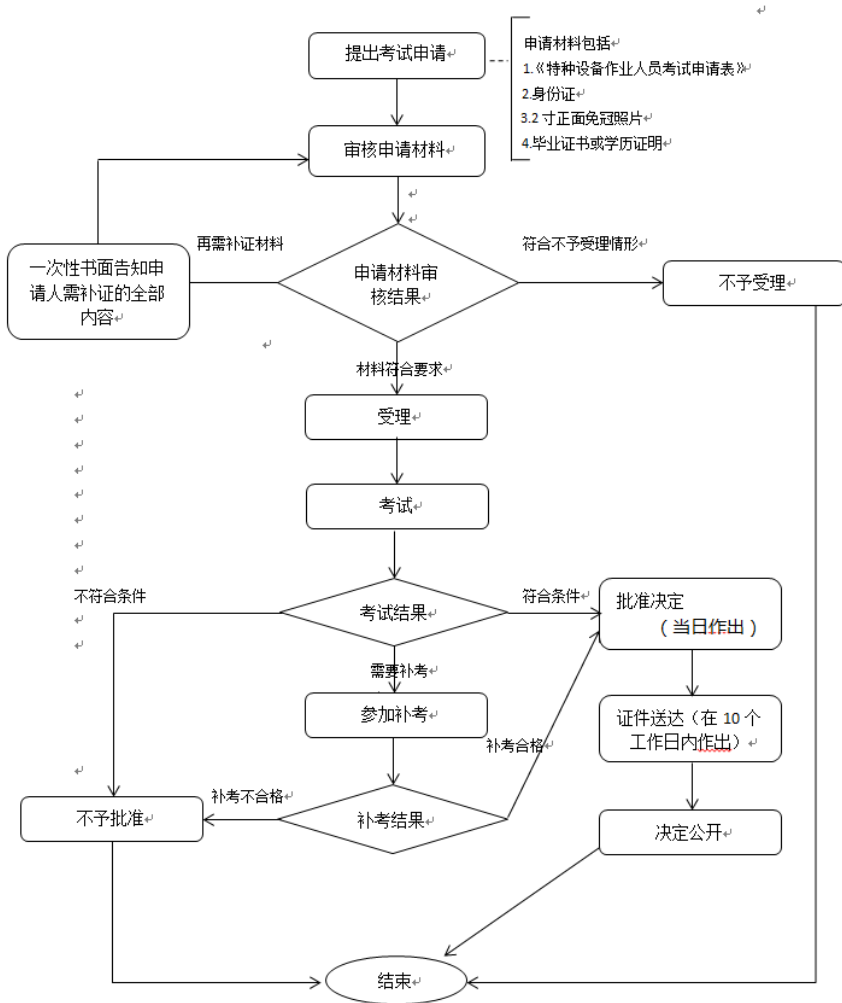 提出考试申请
申请材料包括
1.《特种设备作业人员考试申请表》
2.身份证
3.2 寸正面免冠照片
4.毕业证书或学历证明
审核申请材料
再需补证材料
符合不予受理情形
一次性书面告知申
请人需补证的全部
内容
申请材料审
核结果
不予受理
材料符合要求
受理
考试
不符合条件
考试结果
符合条件
批准决定
（当日作出）
需要补考
参加补考
证件送达（在 10 个
工作日内作出）
补考合格
补考不合格
不予批准
补考结果
决定公开
结束